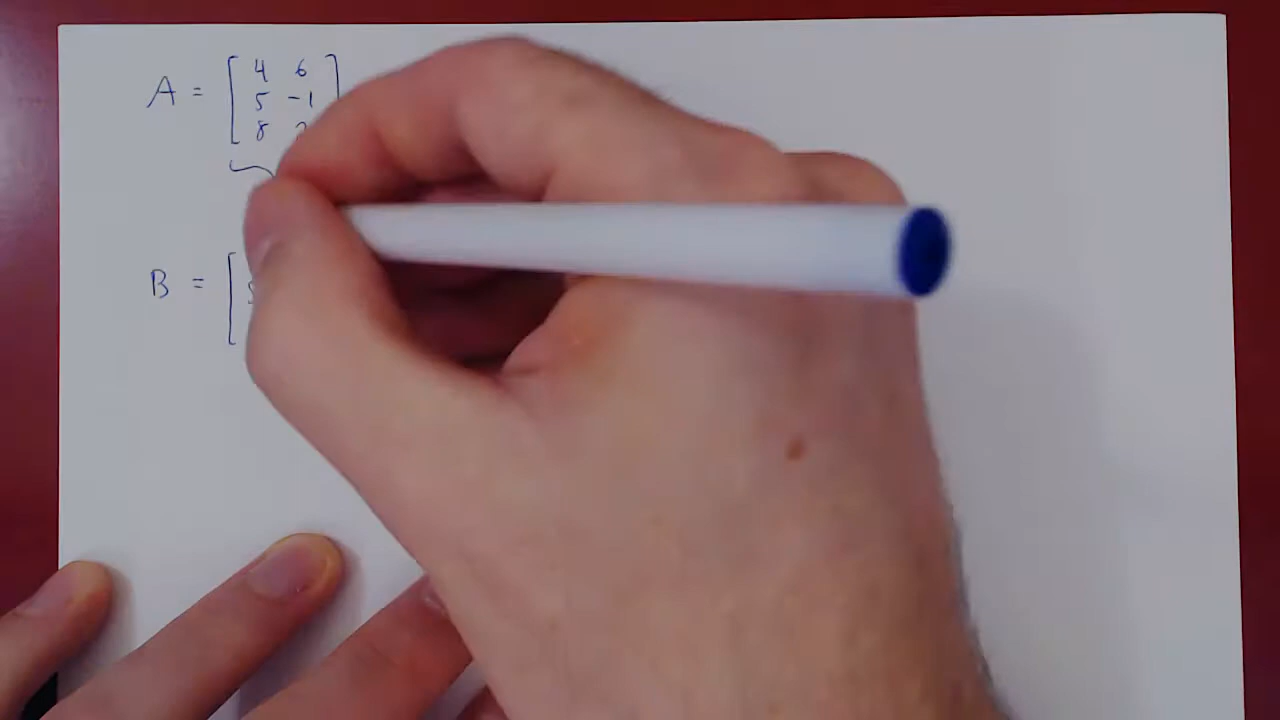 A = [ 4 6 ]
5 -1
8
B = [